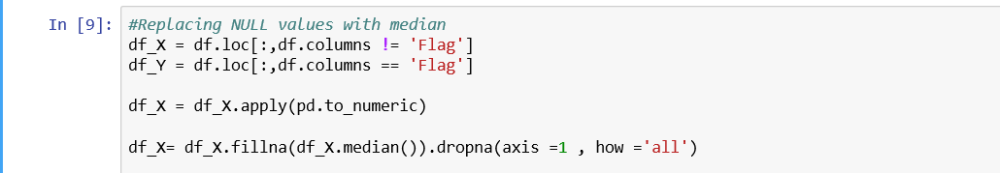 In [9]: #Replacing NULL values with median
df_X = df.loc[:,df.columns != 'Flag']
df_Y = df.loc[:,df.columns == 'Flag']
df_X = df_X.apply(pd.to_numeric)
df_X= df_X.fillna(df_X.median()).dropna(axis =1 , how ='all')